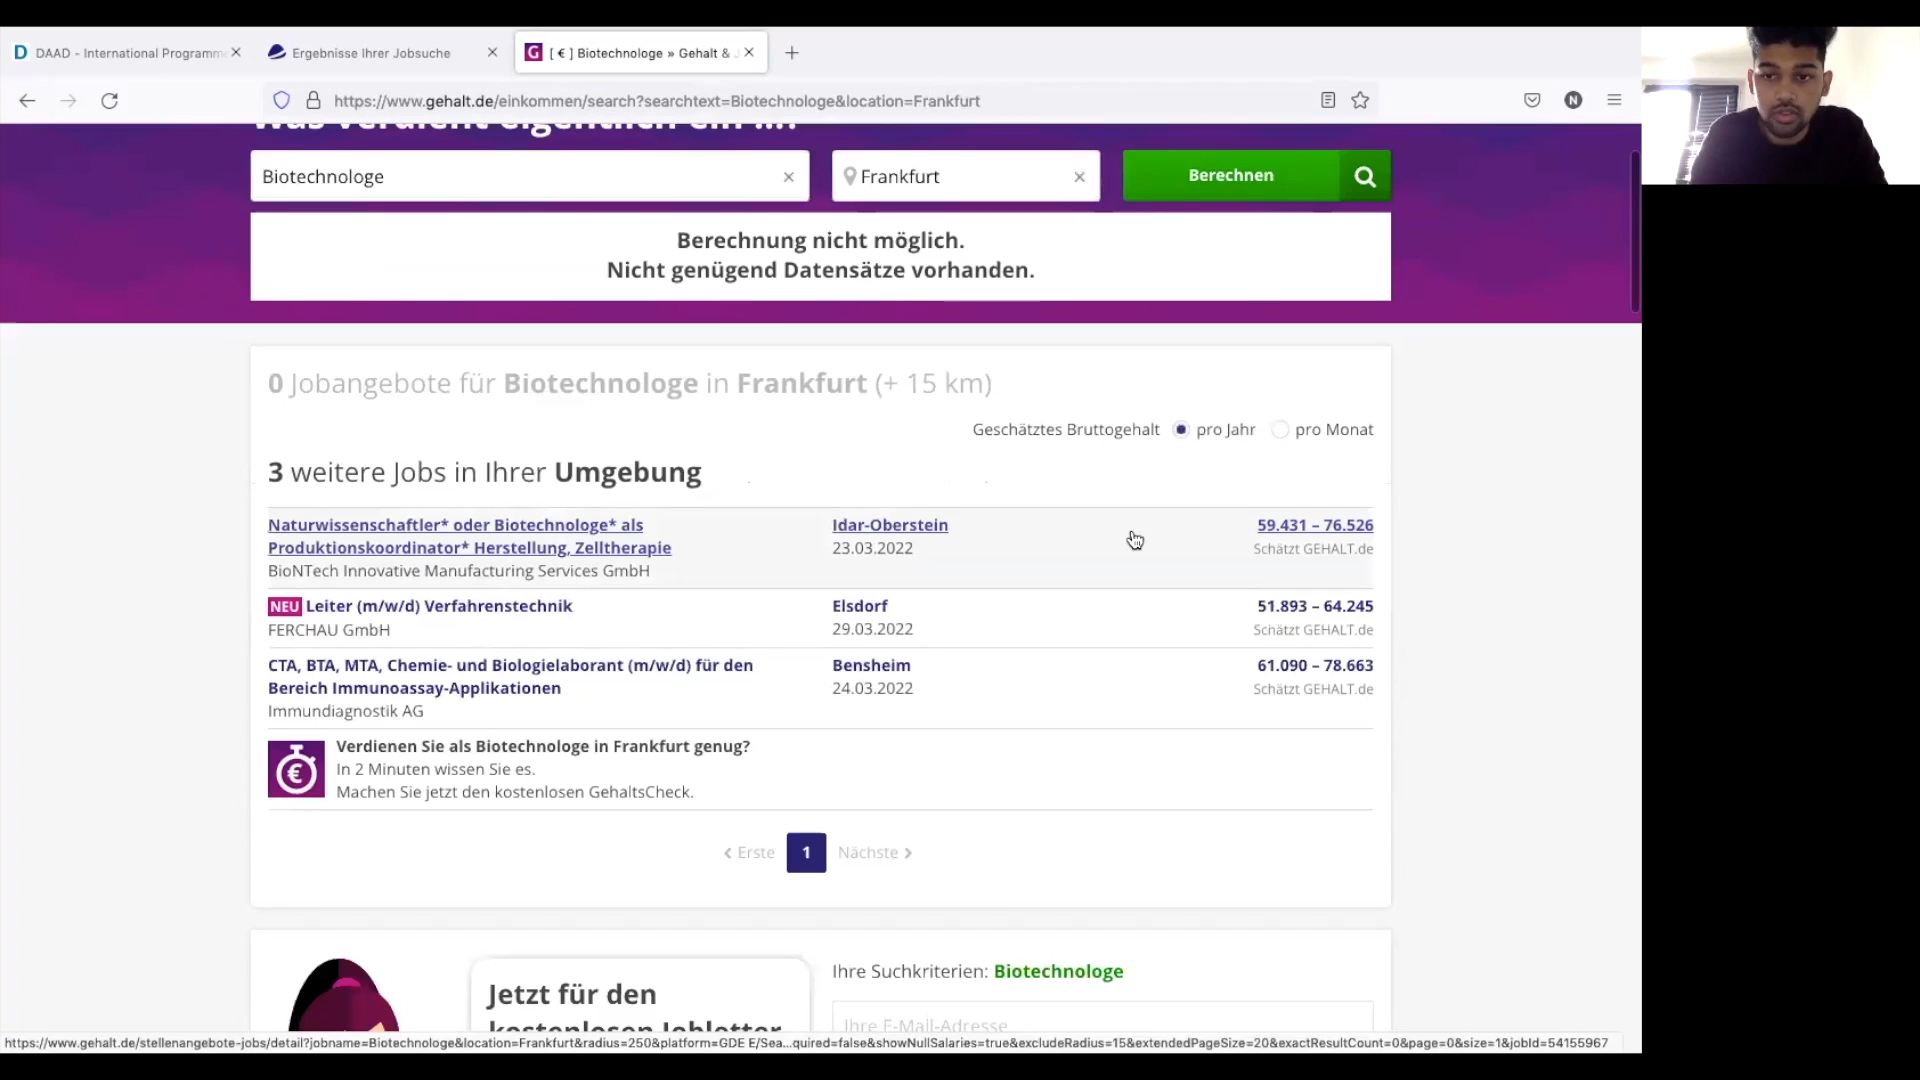 DAAD - International Programm
Ergebnisse Ihrer Jobsuche
[ € ] Biotechnologe » Gehalt & J
https://www.gehalt.de/einkommen/search?searchtext=Biotechnologe&location=Frankfurt
N
Was verdient eigentlich ein ...?
Biotechnologe
Frankfurt
Berechnen
Berechnung nicht möglich.
Nicht genügend Datensätze vorhanden.
0 Jobangebote für Biotechnologe in Frankfurt (+ 15 km)
Geschätztes Bruttogehalt pro Jahr pro Monat
3 weitere Jobs in Ihrer Umgebung
Naturwissenschaftler* oder Biotechnologe* als
Produktionskoordinator* Herstellung, Zelltherapie
BioNTech Innovative Manufacturing Services GmbH
Idar-Oberstein
23.03.2022
59.431 – 76.526
Schätzt GEHALT.de
NEU Leiter (m/w/d) Verfahrenstechnik
FERCHAU GmbH
Elsdorf
29.03.2022
51.893 – 64.245
Schätzt GEHALT.de
CTA, BTA, MTA, Chemie- und Biologielaborant (m/w/d) für den
Bereich Immunoassay-Applikationen
Immundiagnostik AG
Bensheim
24.03.2022
61.090 – 78.663
Schätzt GEHALT.de
Verdienen Sie als Biotechnologe in Frankfurt genug?
In 2 Minuten wissen Sie es.
Machen Sie jetzt den kostenlosen GehaltsCheck.
Erste 1 Nächste
Jetzt für den
kostenlosen Jobletter
Ihre Suchkriterien: Biotechnologe
Ihre E-Mail-Adresse
https://www.gehalt.de/stellenangebote-jobs/detail?jobname=Biotechnologe&location=Frankfurt&radius=250&platform=GDE E/Sea...quired=false&showNullSalaries=true&excludeRadius=15&extendedPageSize=20&exactResultCount=0&page=0&size=1&jobId=54155967